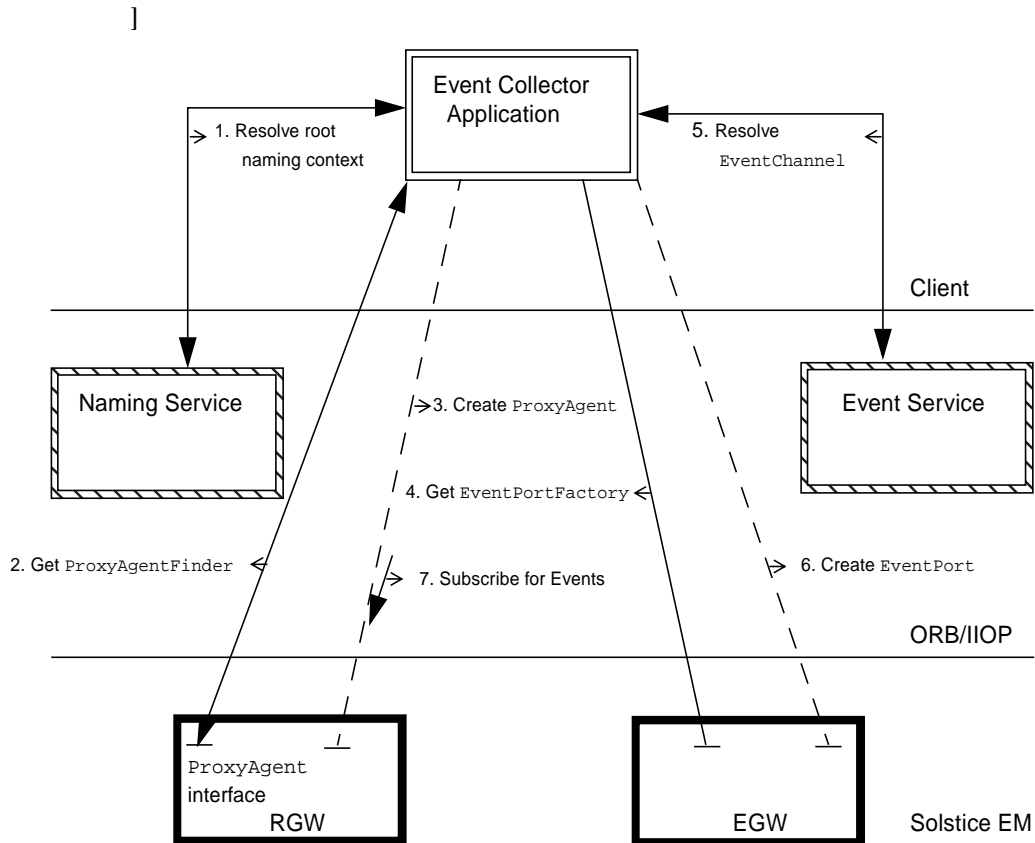 ]
Event Collector
Application
1. Resolve root
naming context
5. Resolve
EventChannel
Client
Naming Service
Event Service
3. Create ProxyAgent
4. Get EventPortFactory
2. Get ProxyAgentFinder
7. Subscribe for Events
6. Create EventPort
ORB/IIOP
ProxyAgent
interface
RGW
EGW
Solstice EM